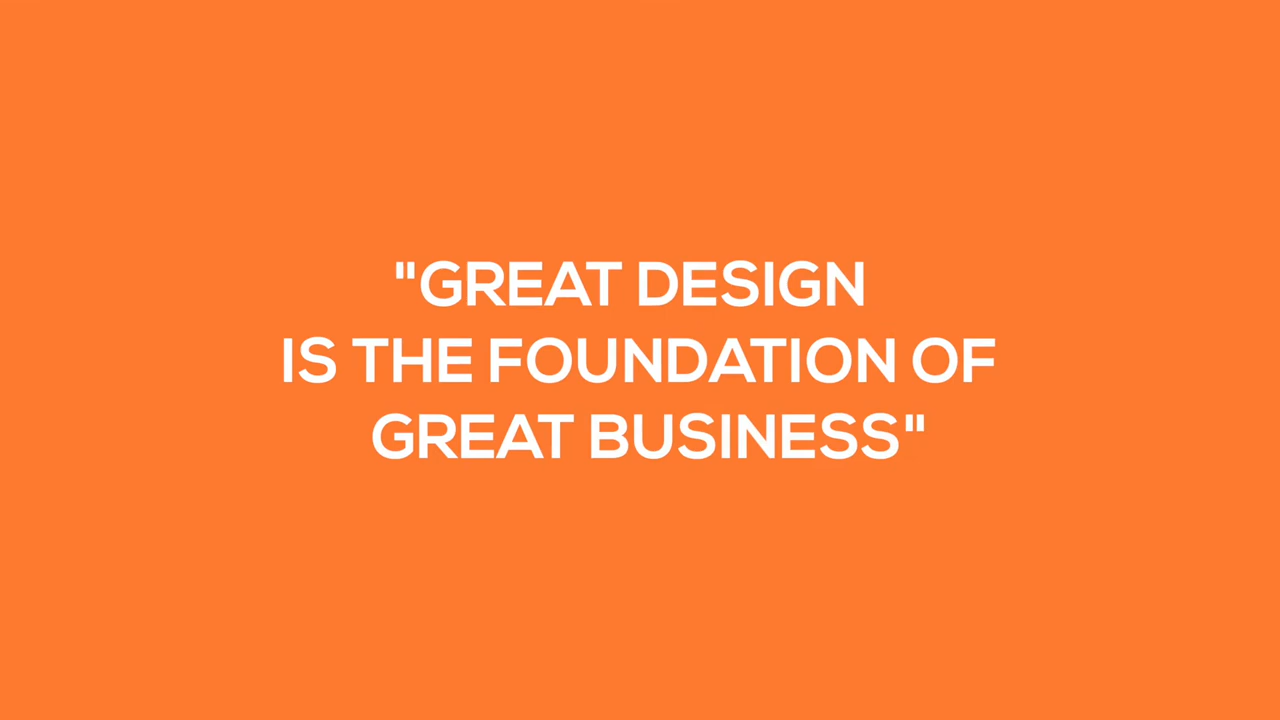 "GREAT DESIGN
IS THE FOUNDATION OF
GREAT BUSINESS"